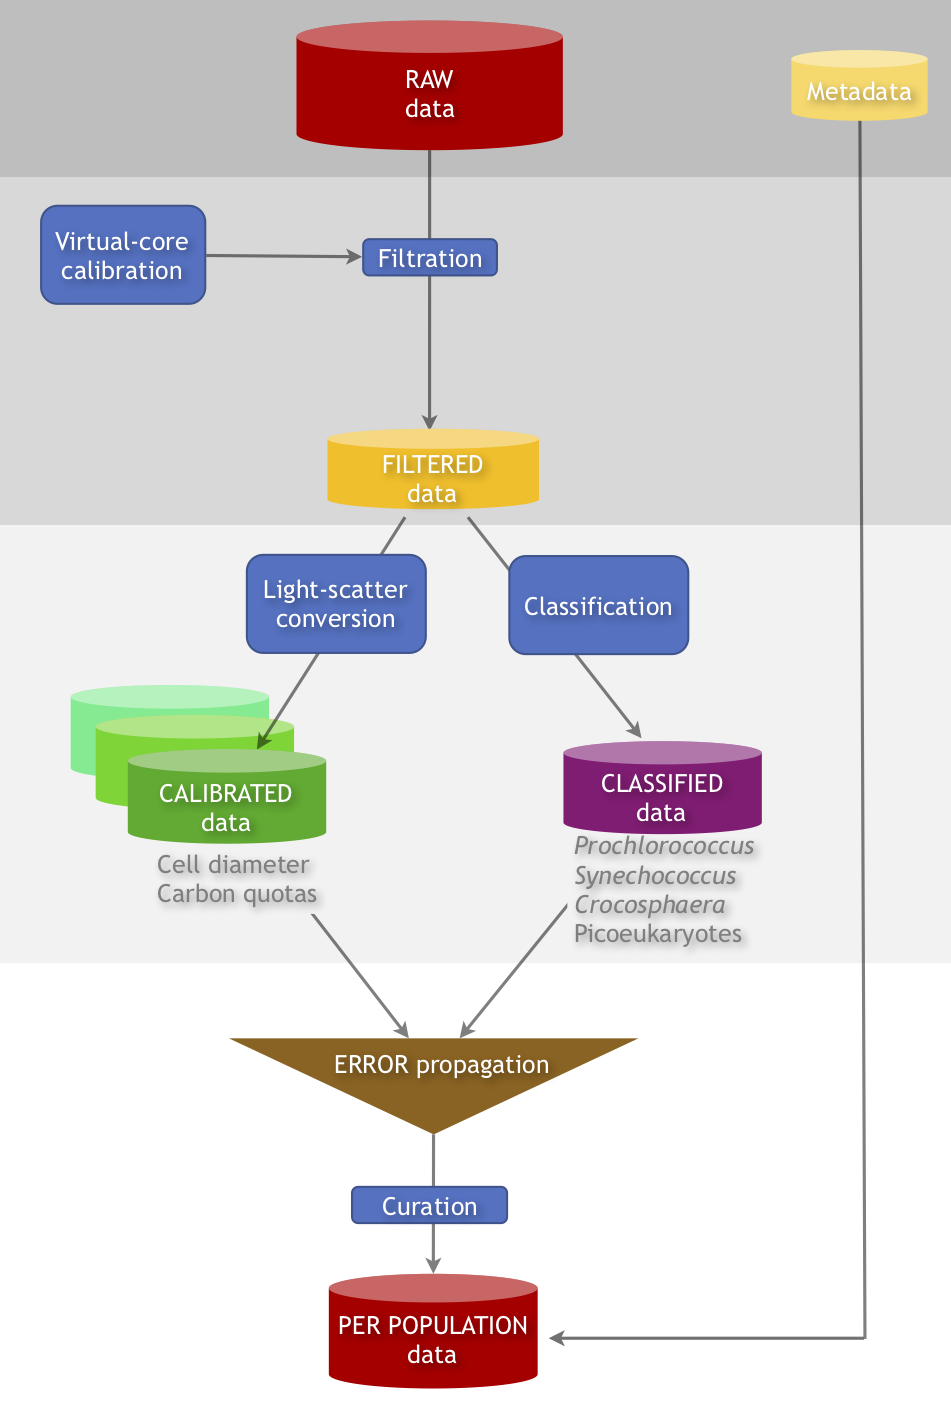 RAW
data
Metadata
Virtual-core
calibration
Filtration
FILTERED
data
Light-scatter
conversion
Classification
CALIBRATED
data
Cell diameter
Carbon quotas
CLASSIFIED
data
Prochlorococcus
Synechococcus
Crocosphaera
Picoeukaryotes
ERROR propagation
Curation
PER POPULATION
data